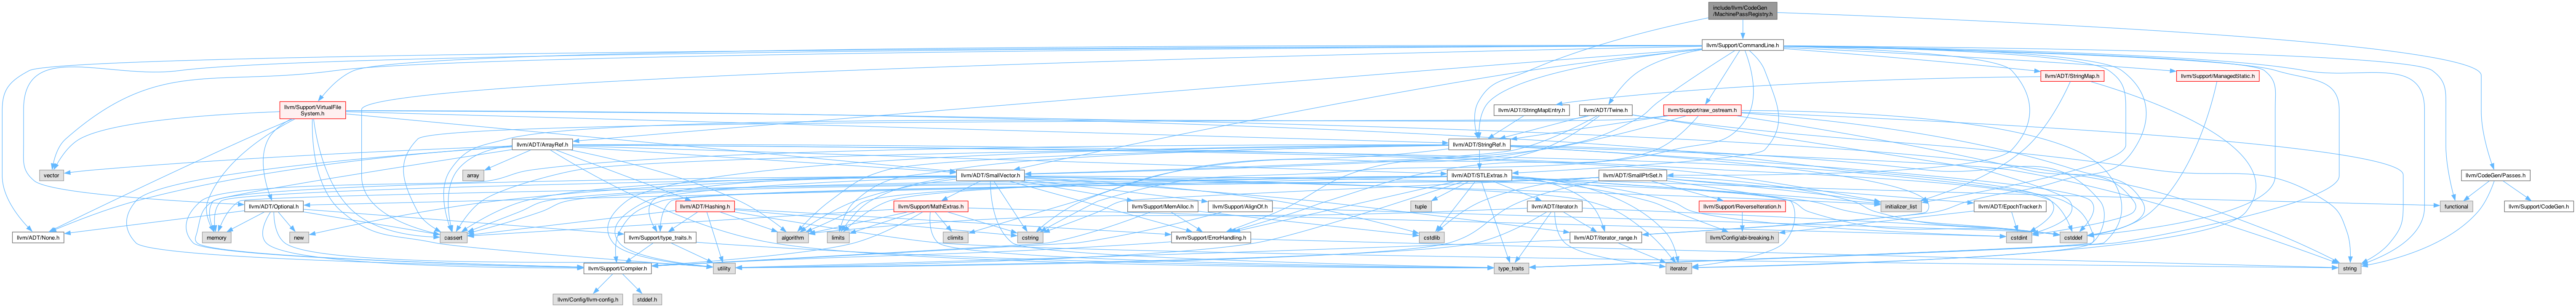 include/llvm/CodeGen
/MachinePassRegistry.h
llvm/Support/CommandLine.h
llvm/ADT/StringMap.h
llvm/Support/ManagedStatic.h
llvm/Support/VirtualFile
System.h
llvm/ADT/StringMapEntry.h
llvm/ADT/Twine.h
llvm/Support/raw_ostream.h
llvm/ADT/ArrayRef.h
llvm/ADT/StringRef.h
vector
array
llvm/ADT/SmallVector.h
llvm/ADT/STLExtras.h
llvm/ADT/SmallPtrSet.h
llvm/CodeGen/Passes.h
llvm/ADT/Optional.h
llvm/ADT/Hashing.h
llvm/Support/MathExtras.h
llvm/Support/MemAlloc.h
llvm/Support/AlignOf.h
tuple
llvm/ADT/iterator.h
llvm/Support/ReverseIteration.h
initializer_list
llvm/ADT/EpochTracker.h
functional
llvm/Support/CodeGen.h
llvm/ADT/None.h
memory
new
cassert
llvm/Support/type_traits.h
algorithm
limits
climits
cstring
llvm/Support/ErrorHandling.h
cstdlib
llvm/ADT/iterator_range.h
llvm/Config/abi-breaking.h
cstdint
cstddef
llvm/Support/Compiler.h
utility
type_traits
iterator
string
llvm/Config/llvm-config.h
stddef.h